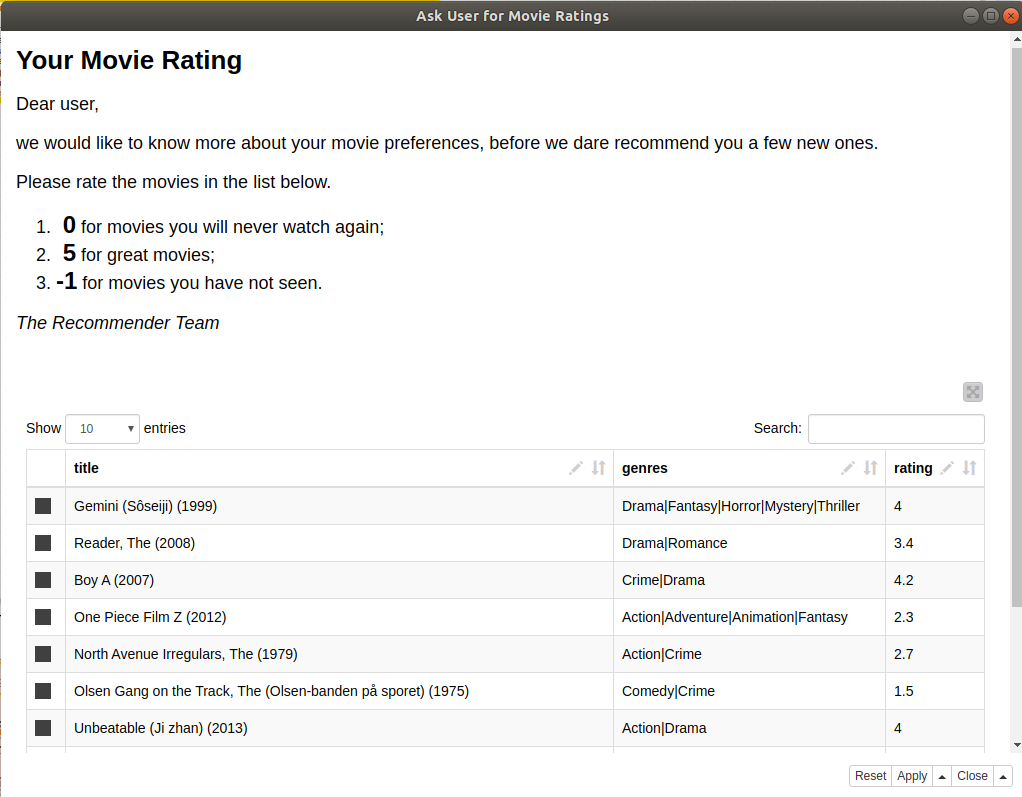 Ask User for Movie Ratings
Your Movie Rating
Dear user,
we would like to know more about your movie preferences, before we dare recommend you a few new ones.
Please rate the movies in the list below.
1. 0 for movies you will never watch again;
2. 5 for great movies;
3. -1 for movies you have not seen.
The Recommender Team
Show 10 entries Search:
title genres rating
Gemini (Sôseiji) (1999) Drama|Fantasy|Horror|Mystery|Thriller 4
Reader, The (2008) Drama|Romance 3.4
Boy A (2007) Crime|Drama 4.2
One Piece Film Z (2012) Action|Adventure|Animation|Fantasy 2.3
North Avenue Irregulars, The (1979) Action|Crime 2.7
Olsen Gang on the Track, The (Olsen-banden på sporet) (1975) Comedy|Crime 1.5
Unbeatable (Ji zhan) (2013) Action|Drama 4
Reset Apply Close